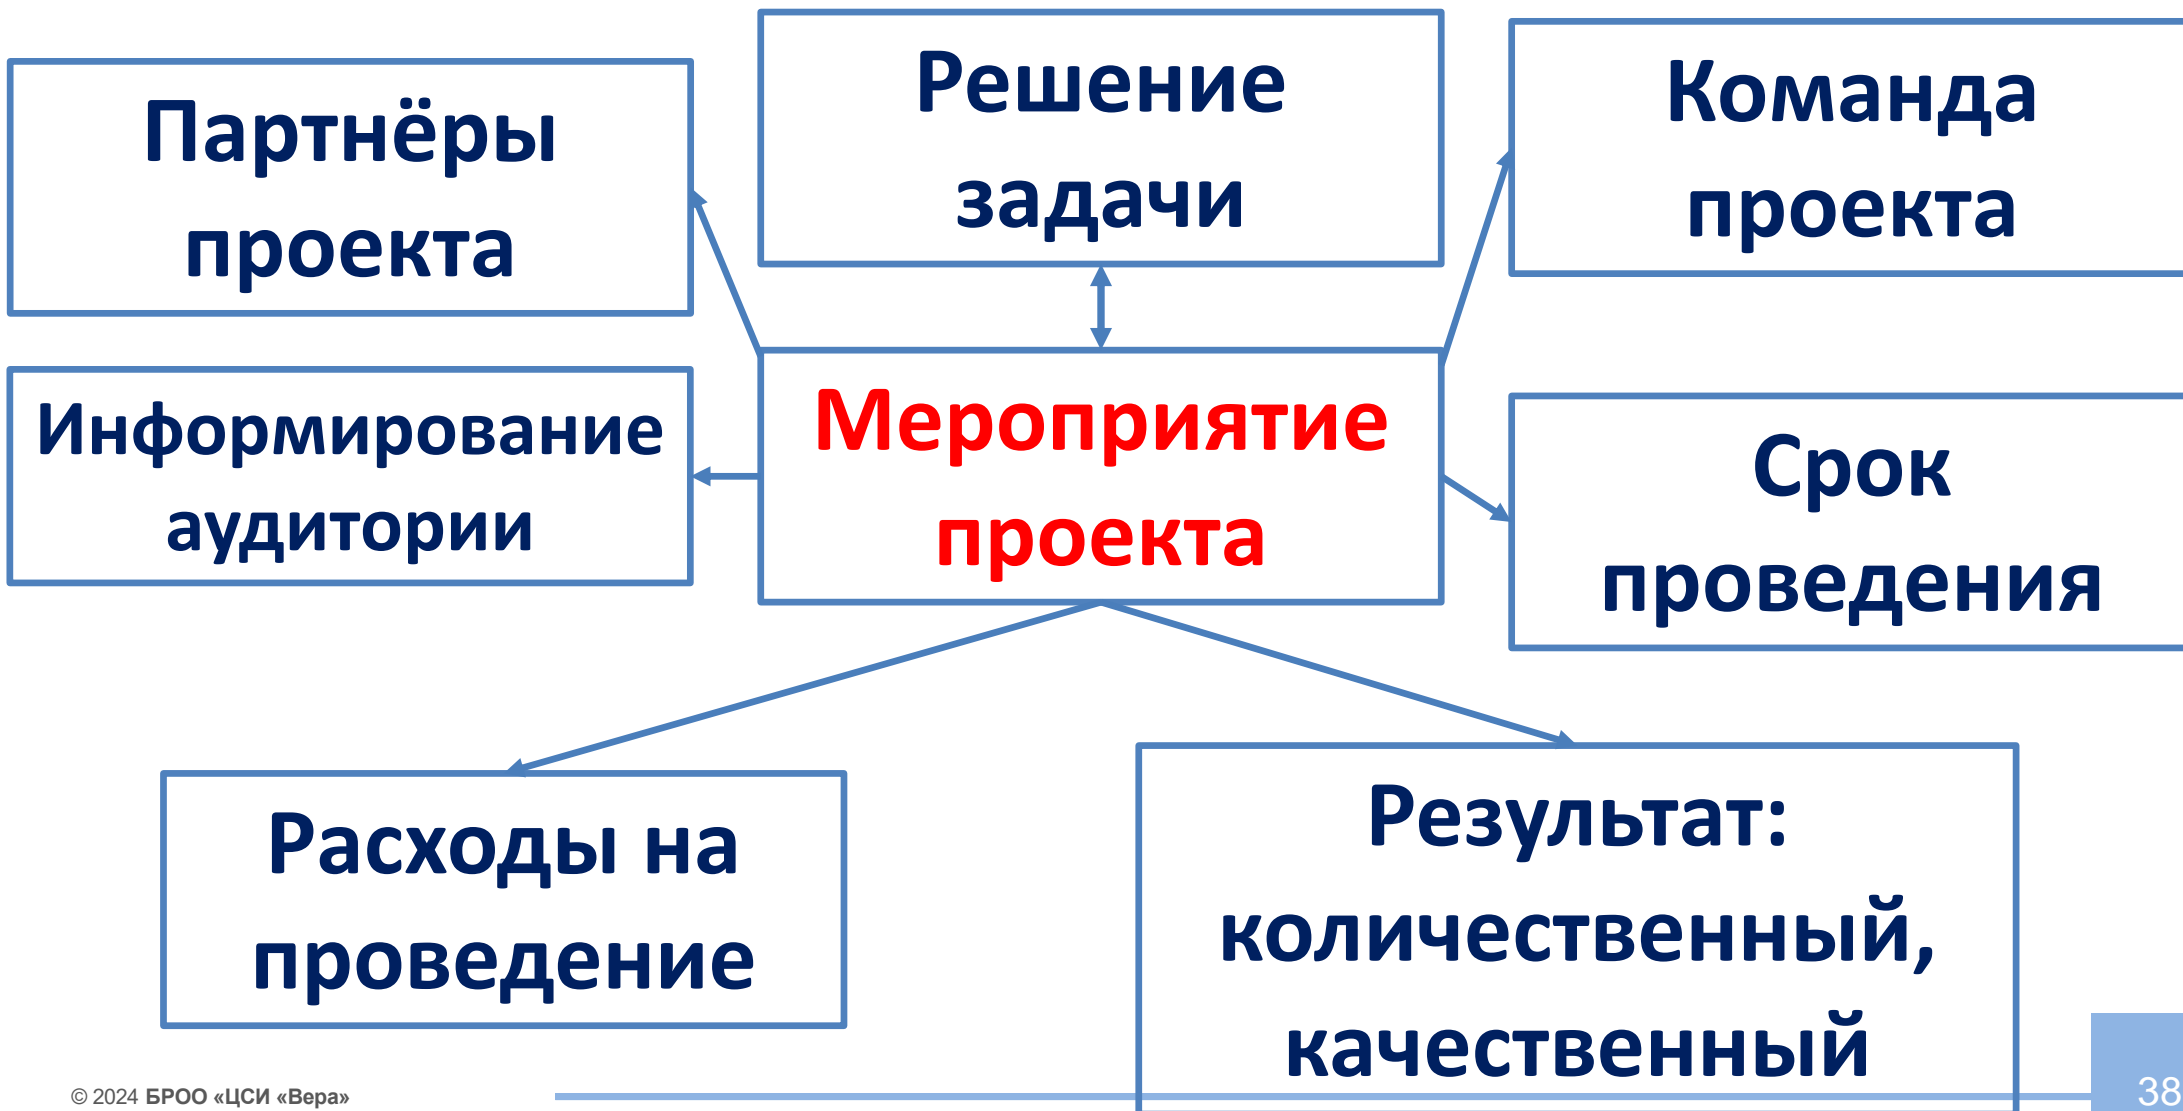 Партнёры
проекта
Решение
задачи
Команда
проекта
Информирование
аудитории
Мероприятие
проекта
Срок
проведения
Расходы на
проведение
Результат:
количественный,
качественный
© 2024 БРОО «ЦСИ «Вера»
38